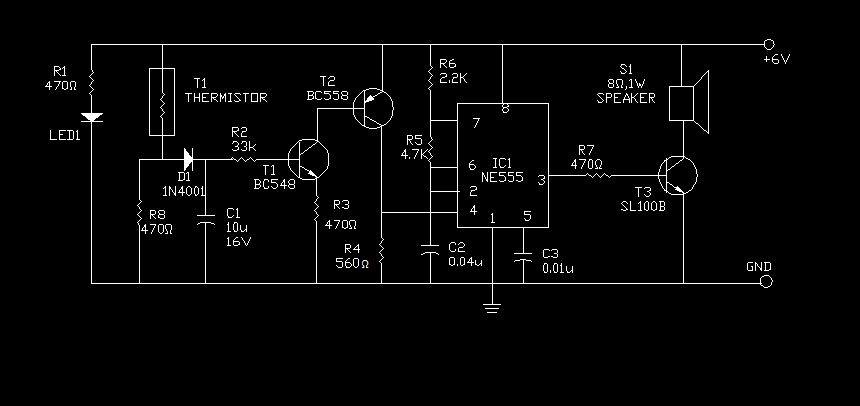 R1
470Ω
LED1
T1
THERMISTOR
D1
1N4001
R8
470Ω
R2
33k
C1
10u
16V
T1
BC548
R3
470Ω
T2
BC558
R4
560Ω
R6
2.2K
R5
4.7K
C2
0.04u
7
8
6
2
4
IC1
NE555
3
1
5
C3
0.01u
R7
470Ω
S1
8Ω,1W
SPEAKER
T3
SL100B
+6V
GND